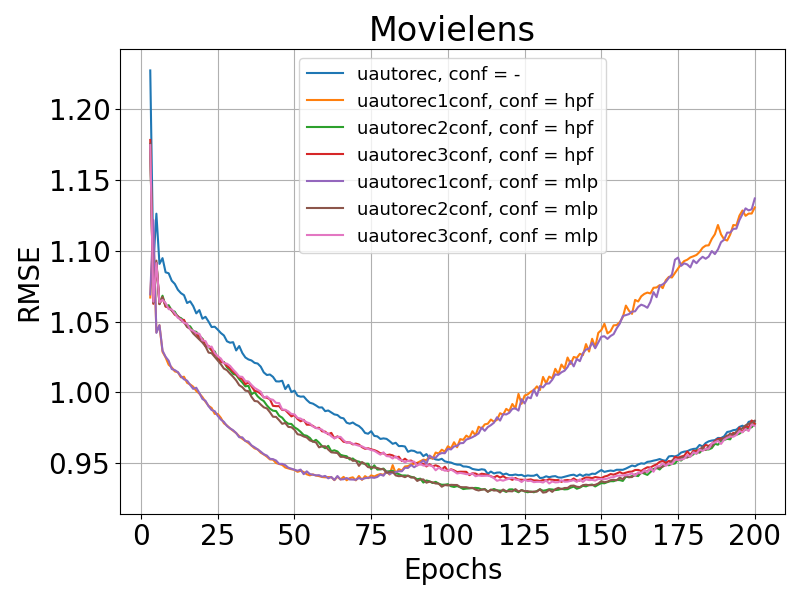 Movielens
uautorec, conf = -
uautorec1conf, conf = hpf
uautorec2conf, conf = hpf
uautorec3conf, conf = hpf
uautorec1conf, conf = mlp
uautorec2conf, conf = mlp
uautorec3conf, conf = mlp
RMSE
1.20
1.15
1.10
1.05
1.00
0.95
0 25 50 75 100 125 150 175 200
Epochs